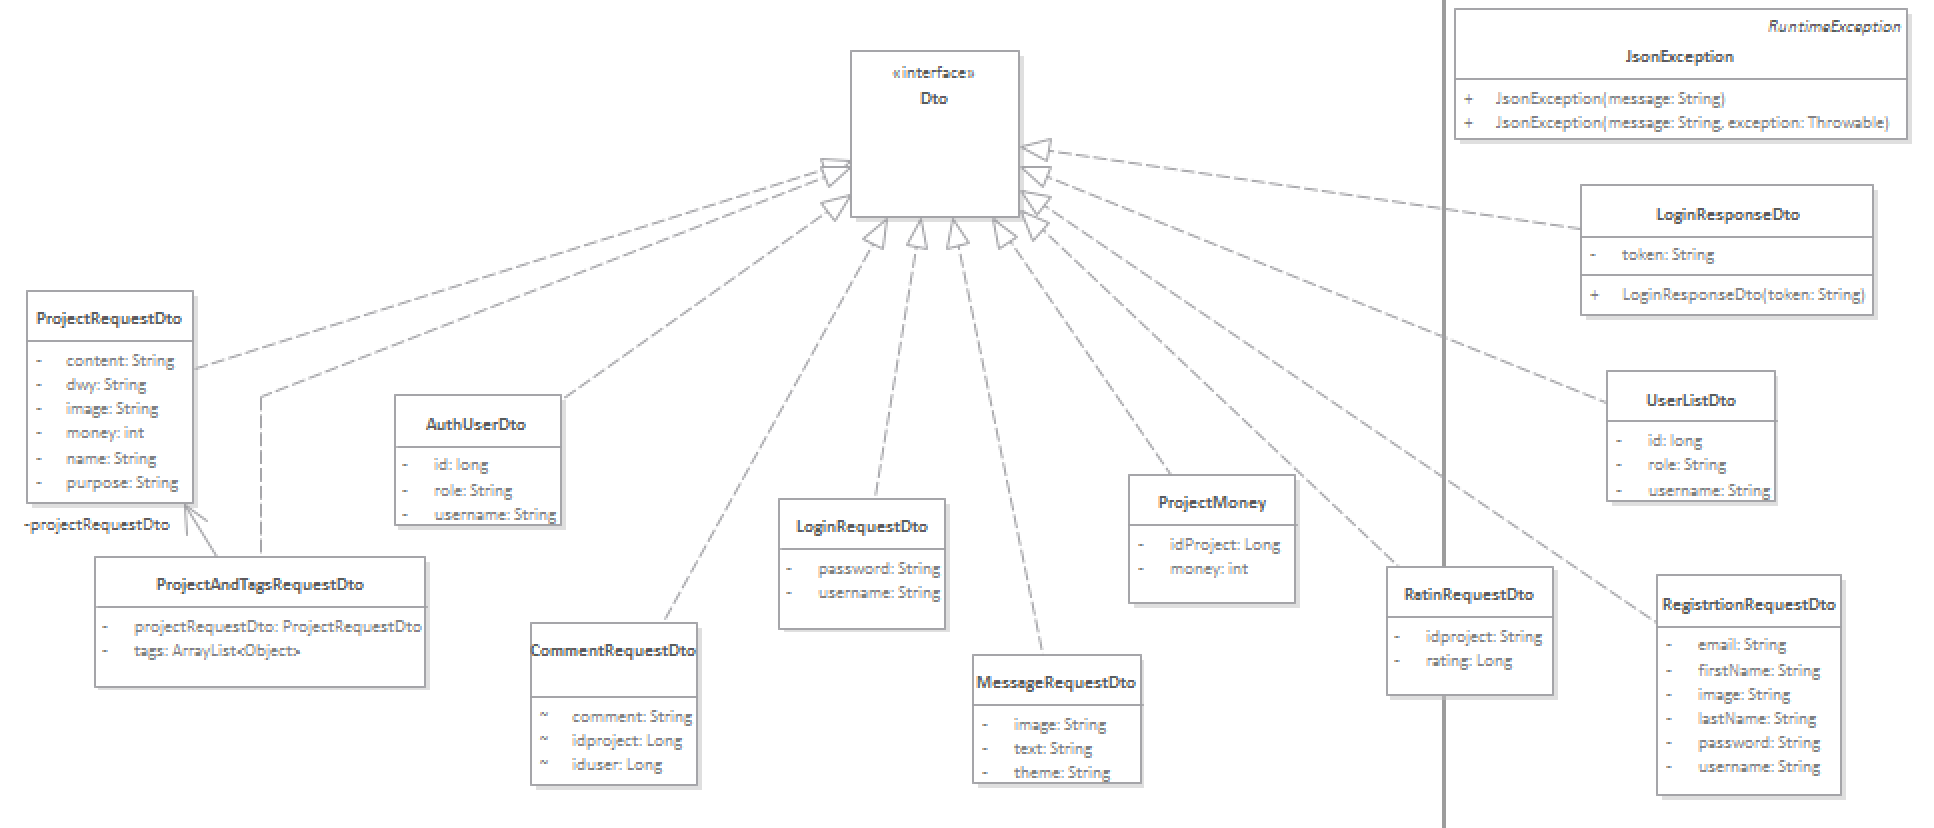 «interface»
Dto
RuntimeException
JsonException
+ JsonException(message: String)
+ JsonException(message: String, exception: Throwable)
LoginResponseDto
- token: String
+ LoginResponseDto(token: String)
ProjectRequestDto
- content: String
- dwy: String
- image: String
- money: int
- name: String
- purpose: String
-projectRequestDto
ProjectAndTagsRequestDto
- projectRequestDto: ProjectRequestDto
- tags: ArrayList<Object>
AuthUserDto
- id: long
- role: String
- username: String
CommentRequestDto
~ comment: String
~ idproject: Long
~ iduser: Long
LoginRequestDto
- password: String
- username: String
MessageRequestDto
- image: String
- text: String
- theme: String
ProjectMoney
- idProject: Long
- money: int
RatinRequestDto
- idproject: String
- rating: Long
UserListDto
- id: long
- role: String
- username: String
RegistrtionRequestDto
- email: String
- firstName: String
- image: String
- lastName: String
- password: String
- username: String